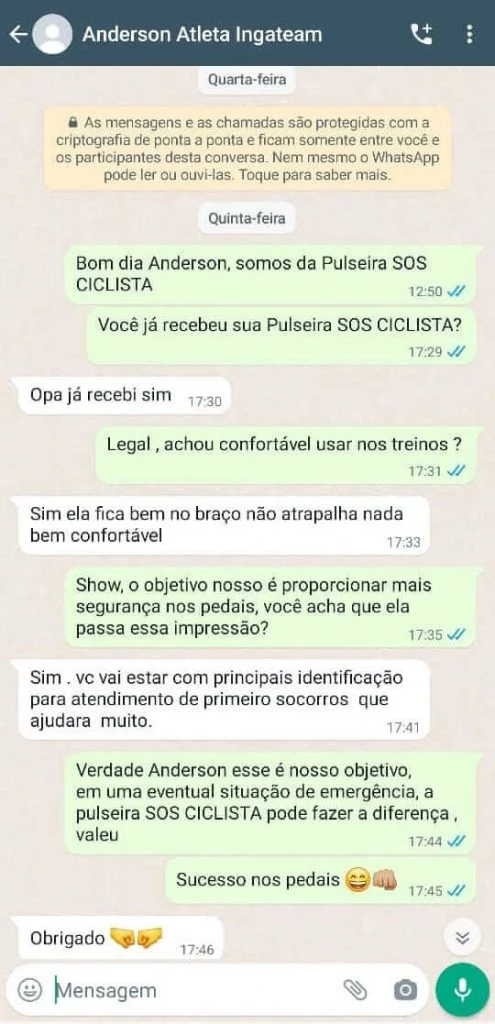 Anderson Atleta Ingateam
Quarta-feira
🔒 As mensagens e as chamadas são protegidas com a
criptografia de ponta a ponta e ficam somente entre você e
os participantes desta conversa. Nem mesmo o WhatsApp
pode ler ou ouvi-las. Toque para saber mais.
Quinta-feira
Bom dia Anderson, somos da Pulseira SOS
CICLISTA
12:50
Você já recebeu sua Pulseira SOS CICLISTA?
17:29
Opa já recebi sim 17:30
Legal , achou confortável usar nos treinos ?
17:31
Sim ela fica bem no braço não atrapalha nada
bem confortável
17:33
Show, o objetivo nosso é proporcionar mais
segurança nos pedais, você acha que ela
passa essa impressão?
17:35
Sim . vc vai estar com principais identificação
para atendimento de primeiro socorros que
ajudara muito.
17:41
Verdade Anderson esse é nosso objetivo,
em uma eventual situação de emergência, a
pulseira SOS CICLISTA pode fazer a diferença ,
valeu
17:44
Sucesso nos pedais 😄👊🏼 17:45
Obrigado 🤜🤛 17:46
Mensagem